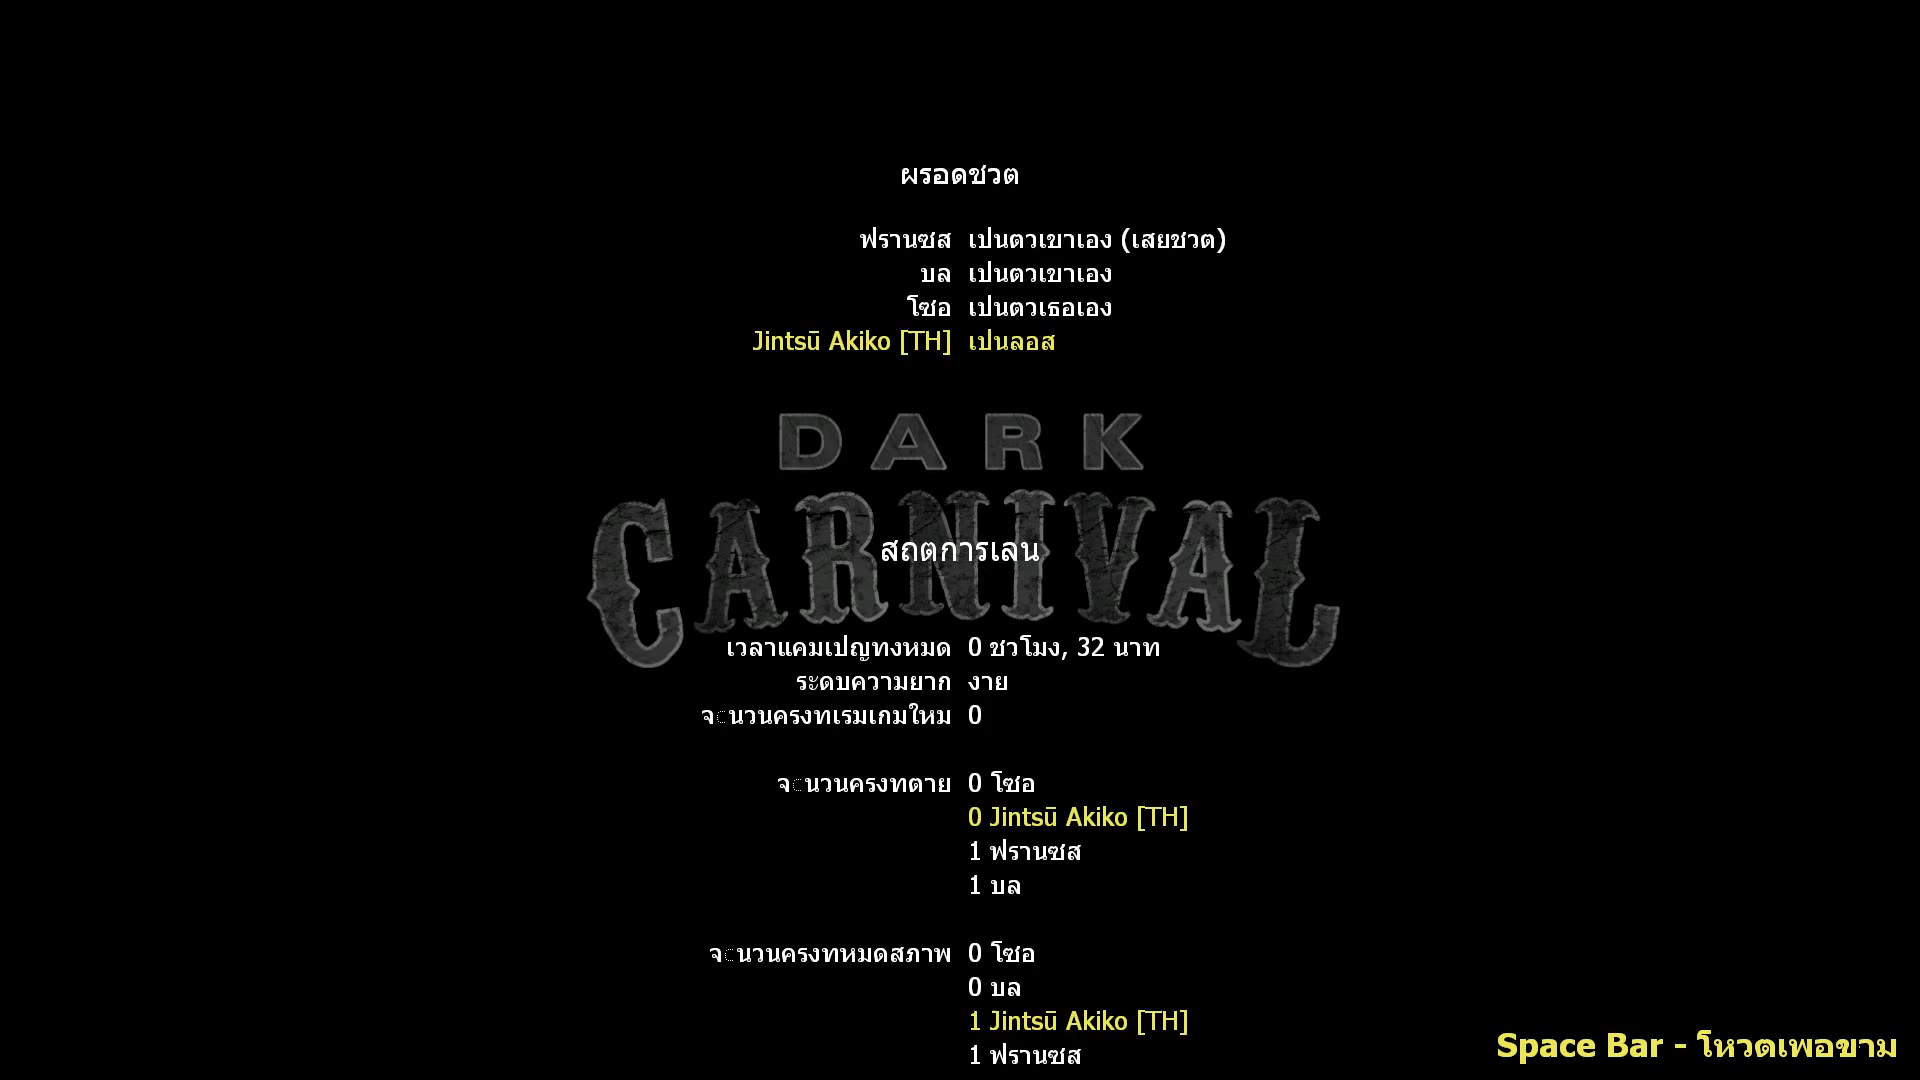 ผรอดชวต
ฟรานซส เปนตวเขาเอง (เสยชวต)
บล เปนตวเขาเอง
โซอ เปนตวเธอเอง
Jintsū Akiko [TH] เปนลอส
DARK
CARNIVAL
สถตการเลน
เวลาแคมเปญทงหมด 0 ชวโมง, 32 นาท
ระดบความยาก งาย
จนวนครงทเรมเกมใหม 0
จนวนครงทตาย 0 โซอ
0 Jintsū Akiko [TH]
1 ฟรานซส
1 บล
จนวนครงทหมดสภาพ 0 โซอ
0 บล
1 Jintsū Akiko [TH]
1 ฟรานซส
Space Bar - โหวตเพอขาม